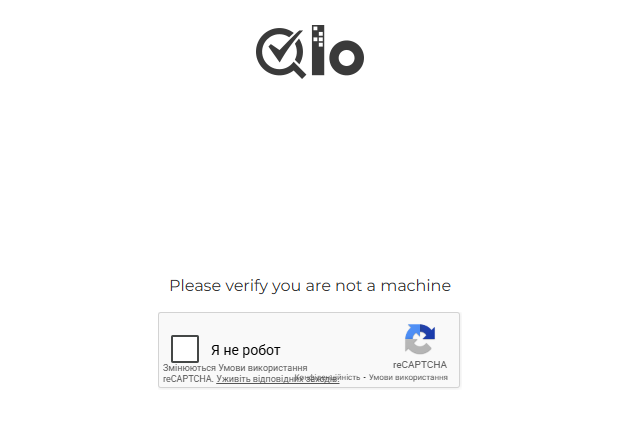 Qlo
Please verify you are not a machine
Я не робот
reCAPTCHA
Змінюються Умови використання
reCAPTCHA. Уживіть відповідних заходів.
Конфіденційність - Умови використання